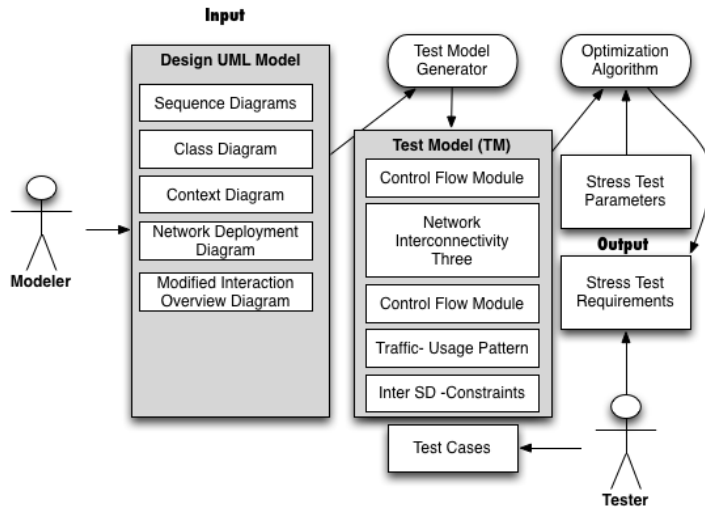 Input
Design UML Model
Sequence Diagrams
Class Diagram
Context Diagram
Network Deployment
Diagram
Modified Interaction
Overview Diagram
Modeler
Test Model
Generator
Test Model (TM)
Control Flow Module
Network
Interconnectivity
Three
Control Flow Module
Traffic- Usage Pattern
Inter SD -Constraints
Test Cases
Optimization
Algorithm
Stress Test
Parameters
Output
Stress Test
Requirements
Tester